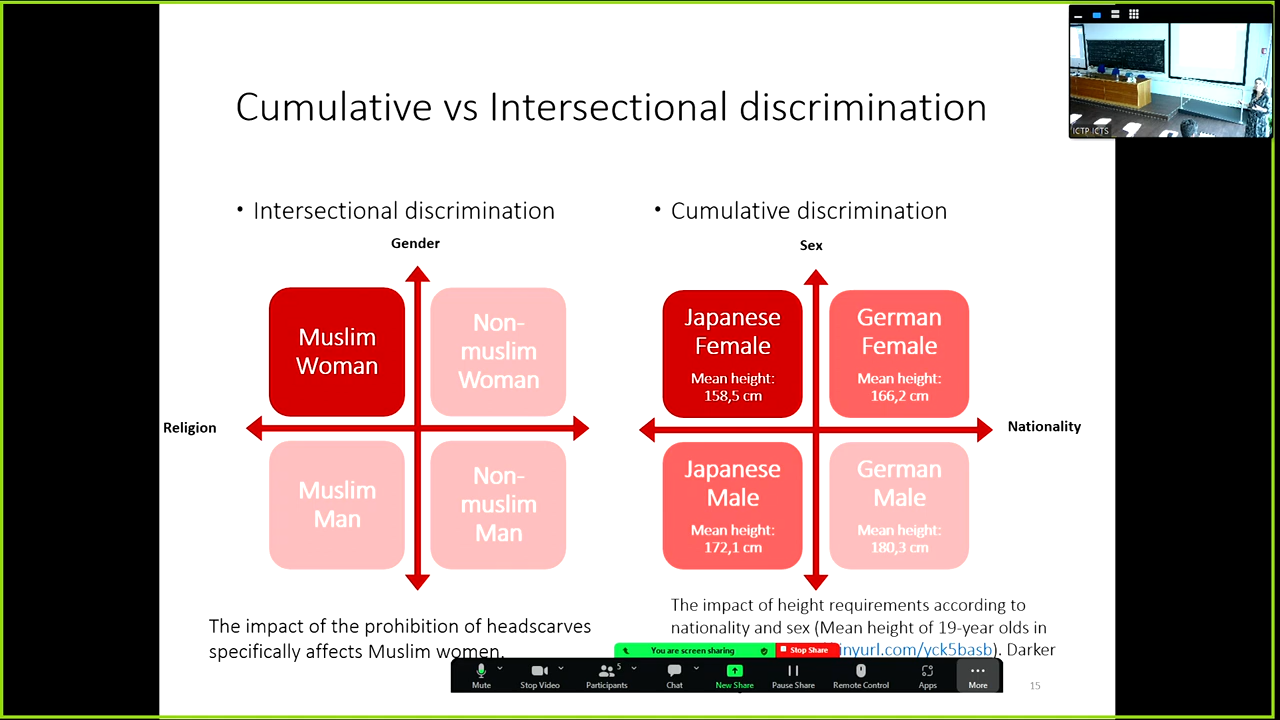 Cumulative vs Intersectional discrimination
ICTP ICTS
• Intersectional discrimination
Gender
Muslim
Woman
Non-
muslim
Woman
Religion
Muslim
Man
Non-
muslim
Man
The impact of the prohibition of headscarves
specifically affects Muslim women.
• Cumulative discrimination
Sex
Japanese
Female
Mean height:
158,5 cm
German
Female
Mean height:
166,2 cm
Nationality
Japanese
Male
Mean height:
172,1 cm
German
Male
Mean height:
180,3 cm
The impact of height requirements according to
nationality and sex (Mean height of 19-year olds in
inyurl.com/yck5basb). Darker
You are screen sharing
Stop Share
Mute
Stop Video
5
Participants
Chat
New Share
Pause Share
Remote Control
Apps
More
15